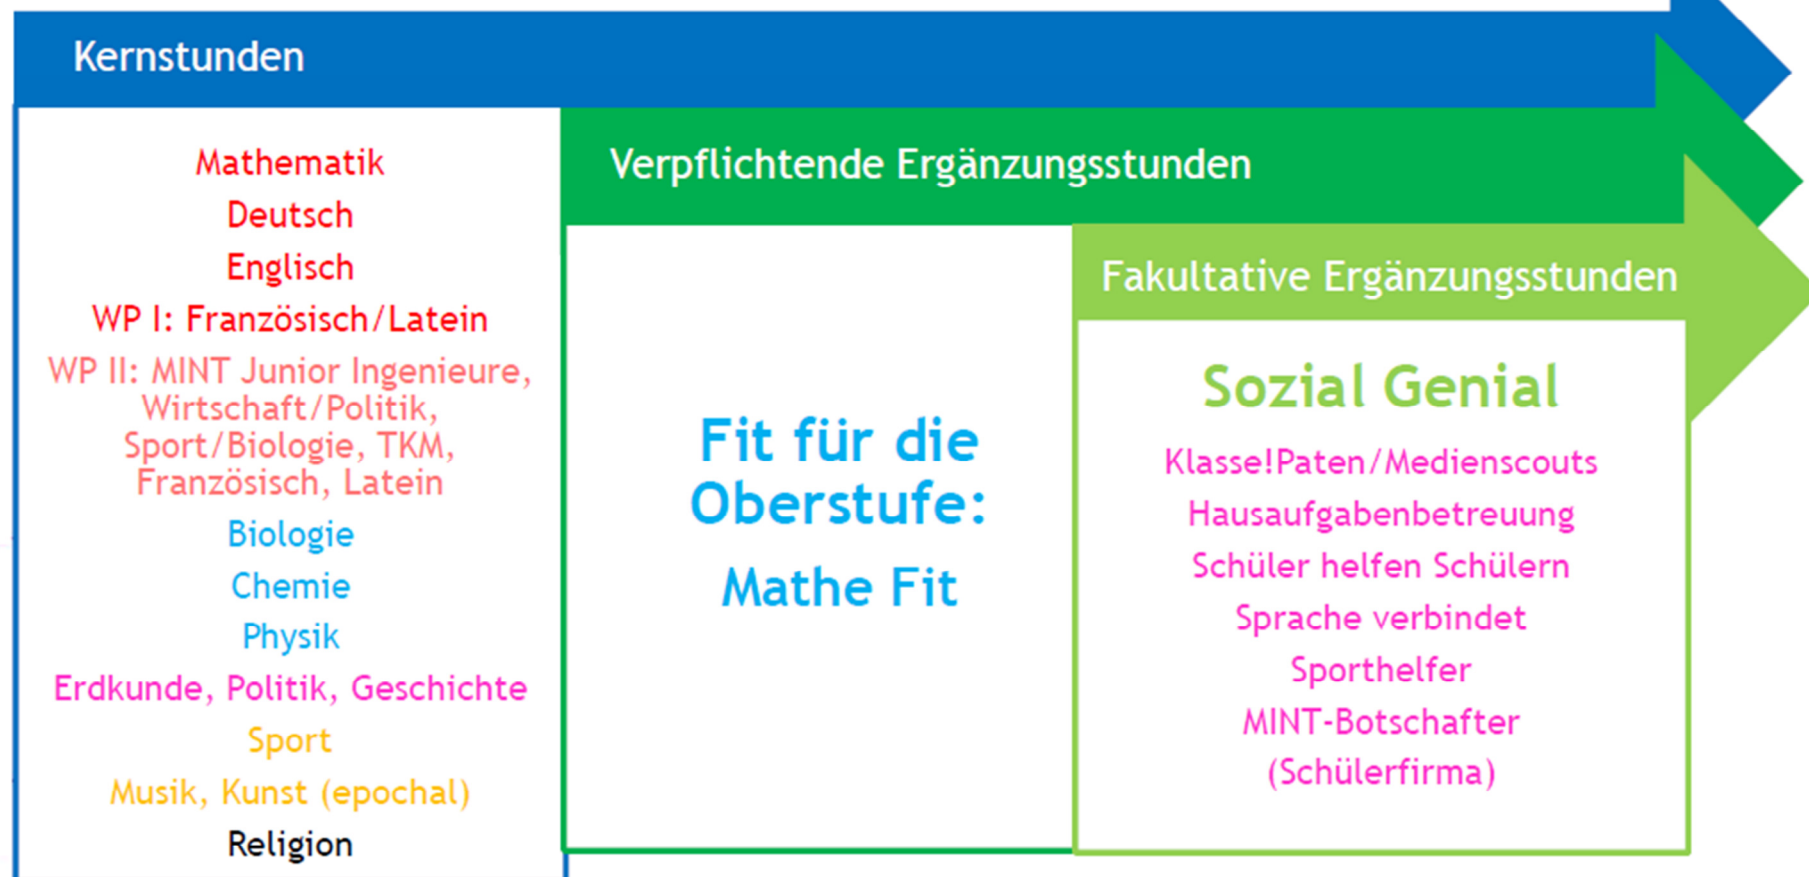 Kernstunden
Mathematik
Deutsch
Englisch
WP I: Französisch/Latein
WP II: MINT Junior Ingenieure,
Wirtschaft/Politik,
Sport/Biologie, TKM,
Französisch, Latein
Biologie
Chemie
Physik
Erdkunde, Politik, Geschichte
Sport
Musik, Kunst (epochal)
Religion
Verpflichtende Ergänzungsstunden
Fit für die
Oberstufe:
Mathe Fit
Fakultative Ergänzungsstunden
Sozial Genial
Klasse!Paten/Medienscouts
Hausaufgabenbetreuung
Schüler helfen Schülern
Sprache verbindet
Sporthelfer
MINT-Botschafter
(Schülerfirma)